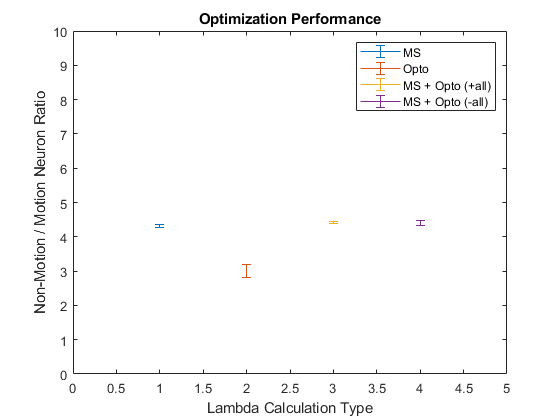 Optimization Performance
10
9
8
7
6
5
4
3
2
1
0
Non-Motion / Motion Neuron Ratio
MS
Opto
MS + Opto (+all)
MS + Opto (-all)
0 0.5 1 1.5 2 2.5 3 3.5 4 4.5 5
Lambda Calculation Type